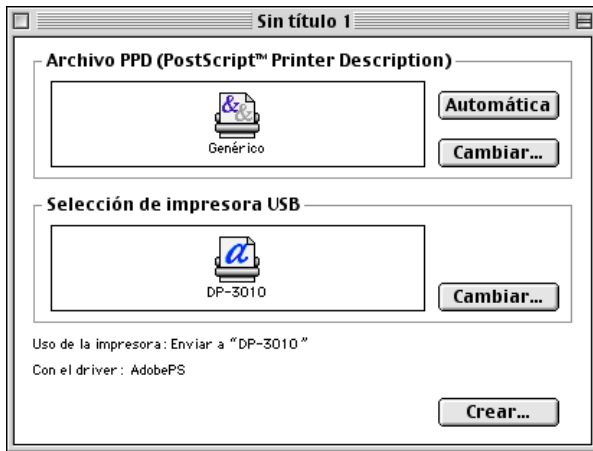 Sin título 1
Archivo PPD (PostScript™ Printer Description)
Genérico
Automática
Cambiar...
Selección de impresora USB
DP-3010
Cambiar...
Uso de la impresora: Enviar a “DP-3010”
Con el driver: AdobePS
Crear...